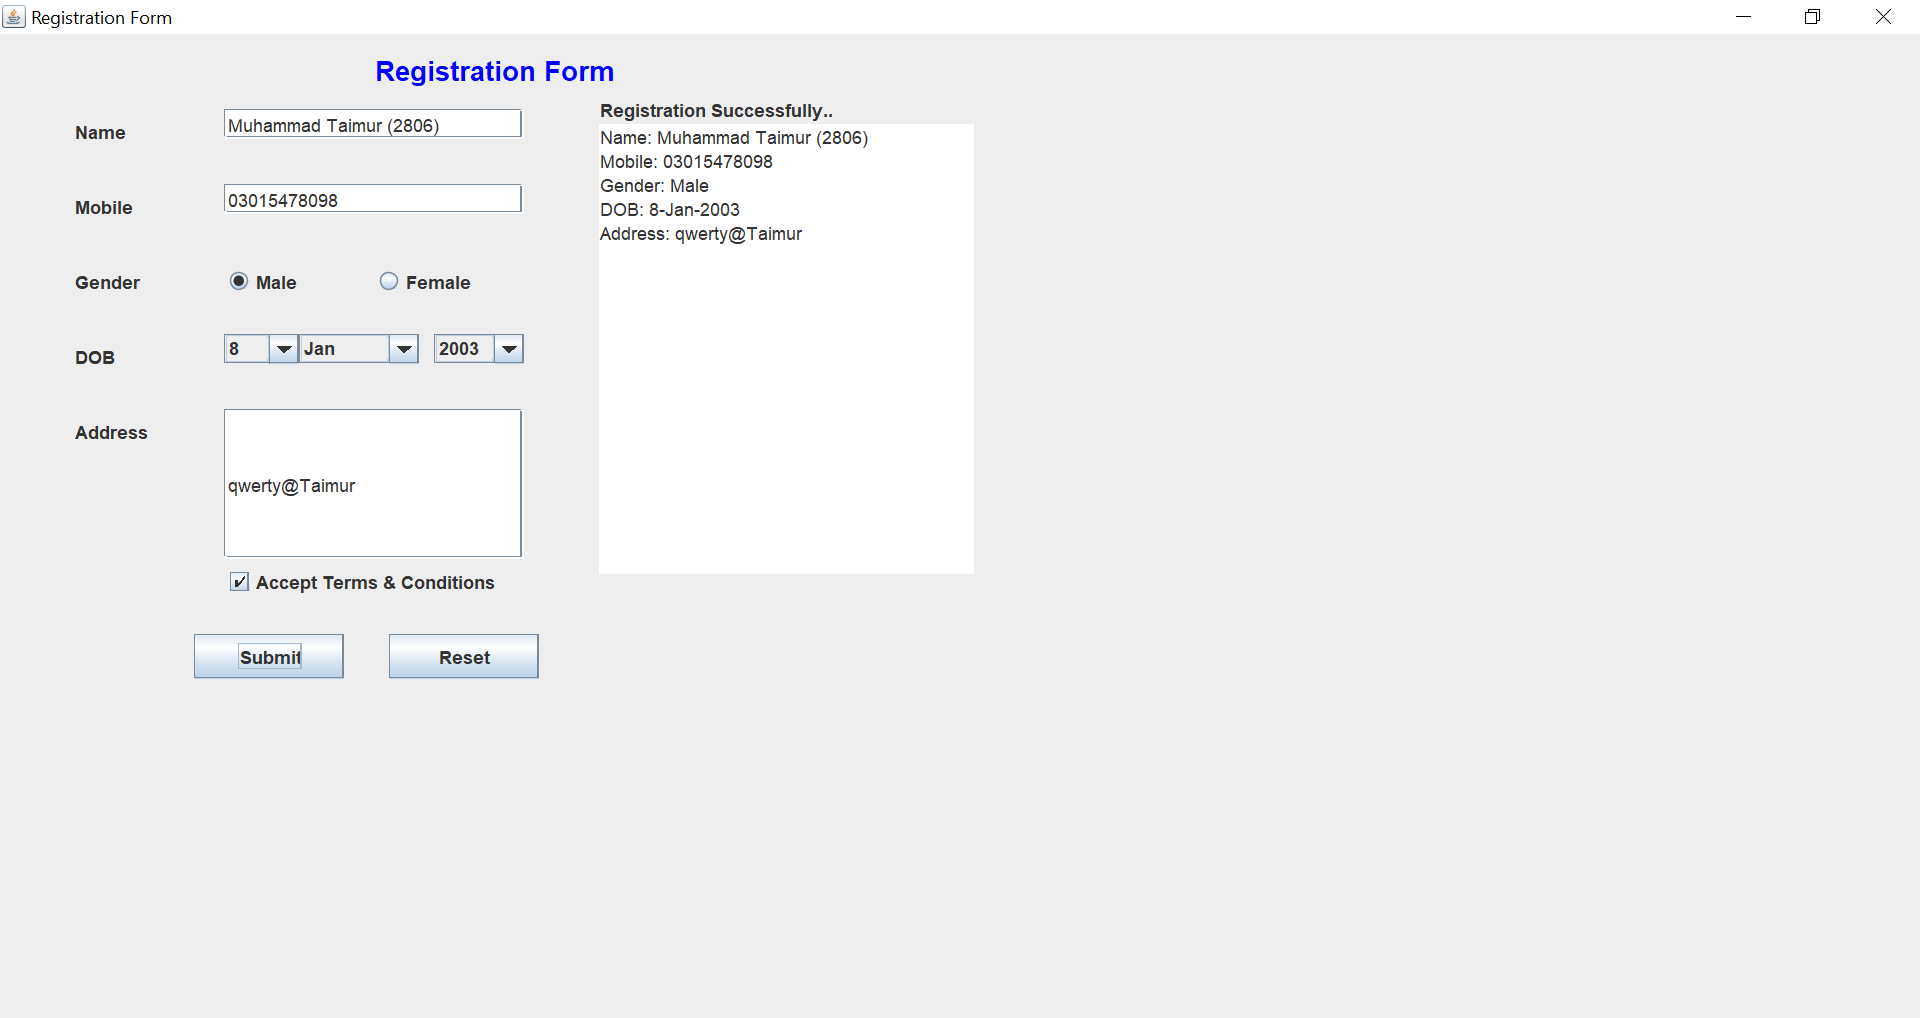 Registration Form
Registration Form
Name
Muhammad Taimur (2806)
Mobile
03015478098
Gender
Male
Female
DOB
8
Jan
2003
Address
qwerty@Taimur
Accept Terms & Conditions
Submit
Reset
Registration Successfully..
Name: Muhammad Taimur (2806)
Mobile: 03015478098
Gender: Male
DOB: 8-Jan-2003
Address: qwerty@Taimur